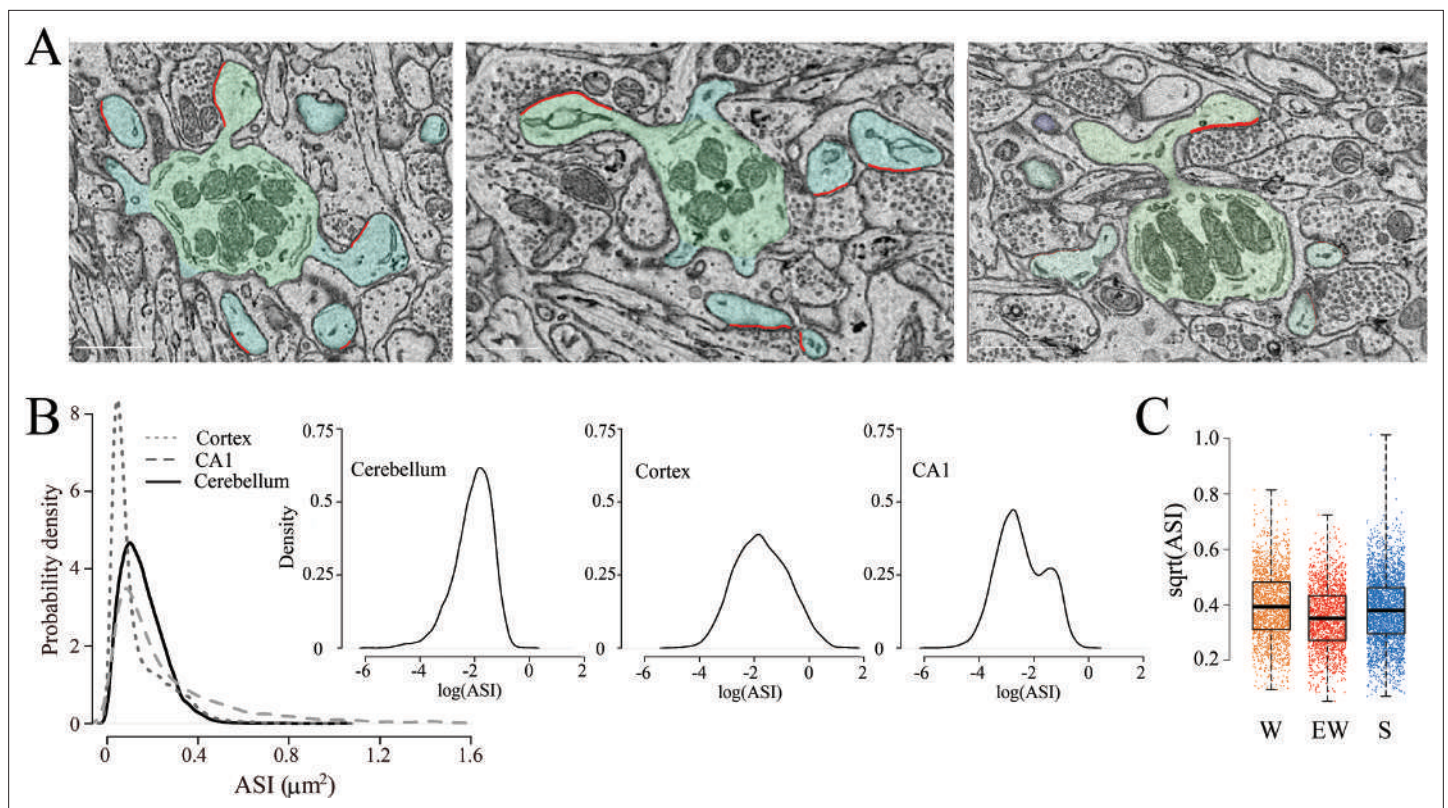 A
B
8
6
4
2
0
Probability density
Cortex
CA1
Cerebellum
0
0.4
0.8
1.2
1.6
ASI (μm²)
0.75
0.5
0.25
0
Density
Cerebellum
-6
-4
-2
0
2
log(ASI)
0.75
0.5
0.25
0
Cortex
-6
-4
-2
0
2
log(ASI)
0.75
0.5
0.25
0
CA1
-6
-4
-2
0
2
log(ASI)
C
1.0
0.8
0.6
0.4
0.2
sqrt(ASI)
W
EW
S